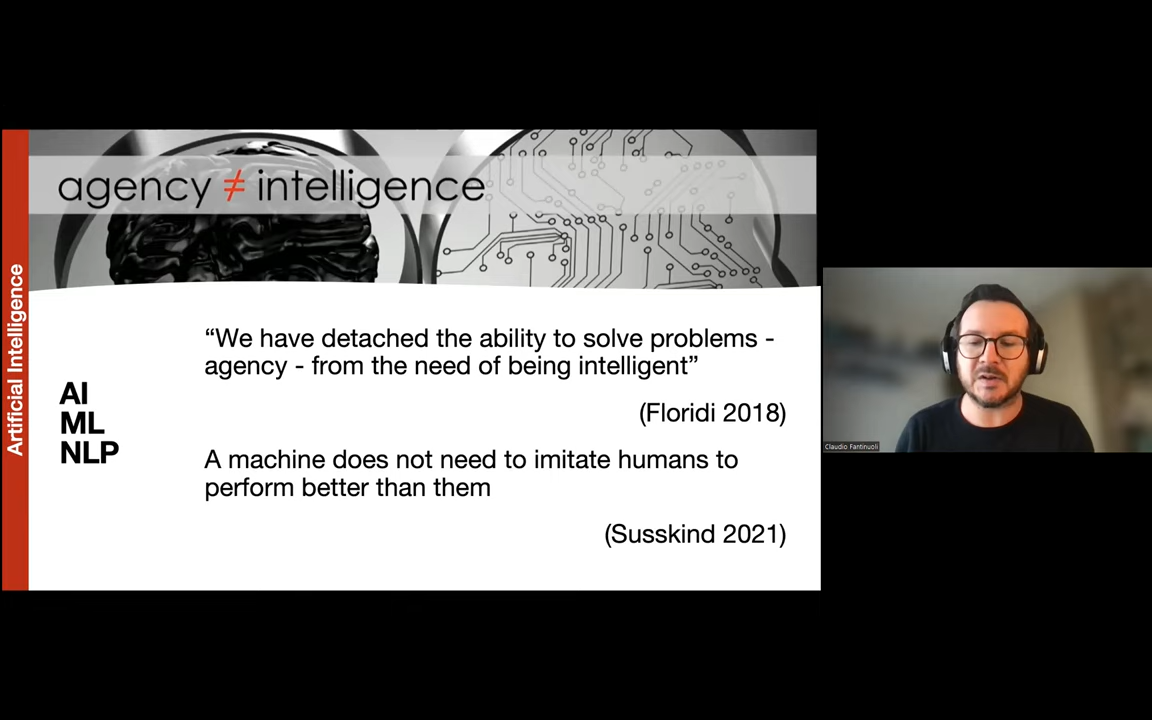 agency ≠ intelligence
Artificial Intelligence
“We have detached the ability to solve problems -
agency - from the need of being intelligent”
(Floridi 2018)
AI
ML
NLP
A machine does not need to imitate humans to
perform better than them
(Susskind 2021)
Claudio Fantinuoli